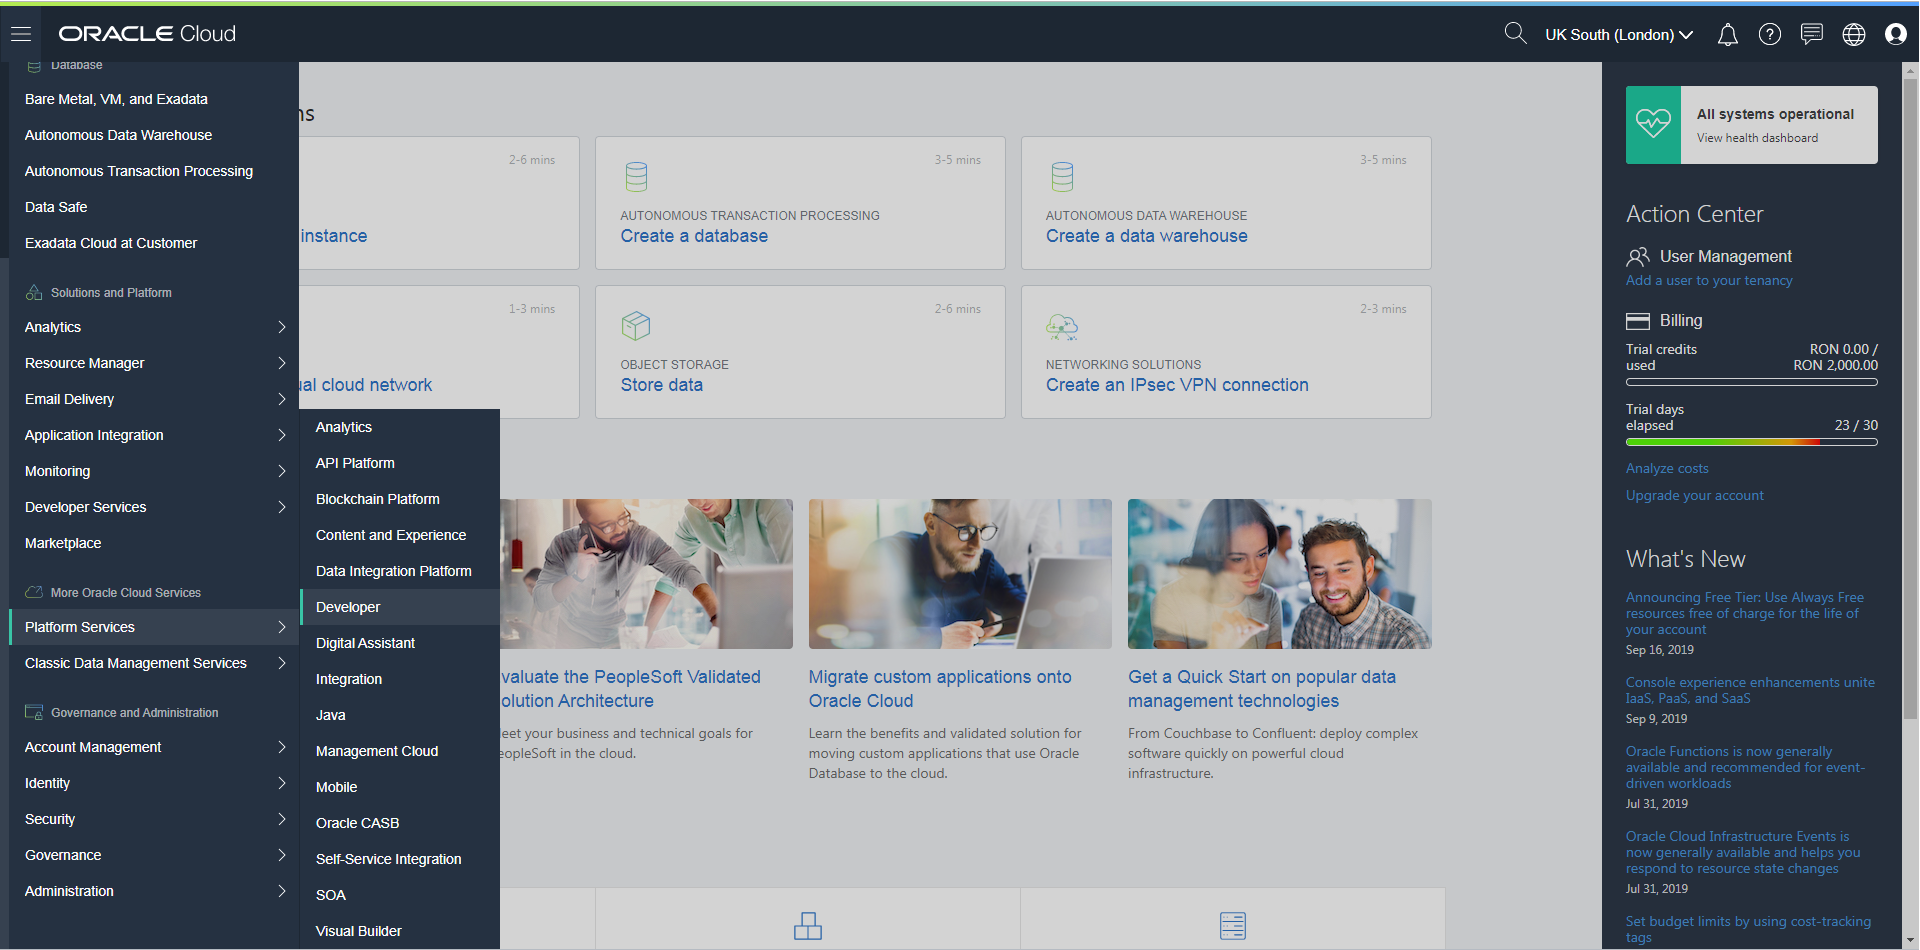 ORACLE Cloud
UK South (London)
Database
Bare Metal, VM, and Exadata
Autonomous Data Warehouse
Autonomous Transaction Processing
Data Safe
Exadata Cloud at Customer
Solutions and Platform
Analytics
Resource Manager
Email Delivery
Application Integration
Monitoring
Developer Services
Marketplace
More Oracle Cloud Services
Platform Services
Classic Data Management Services
Governance and Administration
Account Management
Identity
Security
Governance
Administration
Analytics
API Platform
Blockchain Platform
Content and Experience
Data Integration Platform
Developer
Digital Assistant
Integration
Java
Management Cloud
Mobile
Oracle CASB
Self-Service Integration
SOA
Visual Builder
2-6 mins
instance
3-5 mins
AUTONOMOUS TRANSACTION PROCESSING
Create a database
3-5 mins
AUTONOMOUS DATA WAREHOUSE
Create a data warehouse
1-3 mins
cloud network
2-6 mins
OBJECT STORAGE
Store data
2-3 mins
NETWORKING SOLUTIONS
Create an IPsec VPN connection
valuate the PeopleSoft Validated
olution Architecture
eet your business and technical goals for
eopleSoft in the cloud.
Migrate custom applications onto
Oracle Cloud
Learn the benefits and validated solution for
moving custom applications that use Oracle
Database to the cloud.
Get a Quick Start on popular data
management technologies
From Couchbase to Confluent: deploy complex
software quickly on powerful cloud
infrastructure.
All systems operational
View health dashboard
Action Center
User Management
Add a user to your tenancy
Billing
Trial credits used
RON 0.00 / RON 2,000.00
Trial days elapsed
23 / 30
Analyze costs
Upgrade your account
What's New
Announcing Free Tier: Use Always Free
resources free of charge for the life of
your account
Sep 16, 2019
Console experience enhancements unite
IaaS, PaaS, and SaaS
Sep 9, 2019
Oracle Functions is now generally
available and recommended for event-
driven workloads
Jul 31, 2019
Oracle Cloud Infrastructure Events is
now generally available and helps you
respond to resource state changes
Jul 31, 2019
Set budget limits by using cost-tracking
tags